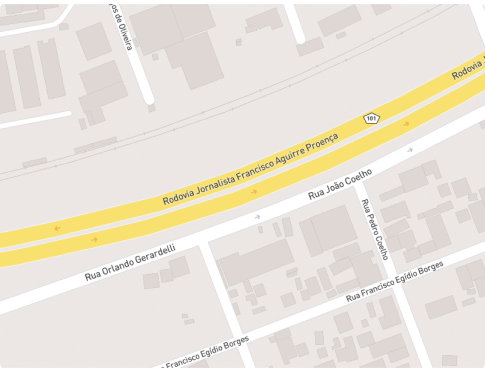 os de Oliveira
Rodovia J
101
Rodovia Jornalista Francisco Aguirre Proença
Rua João Coelho
Rua Pedro Coelho
Rua Orlando Gerardelli
Rua Francisco Egídio Borges
Francisco Egídio Borges